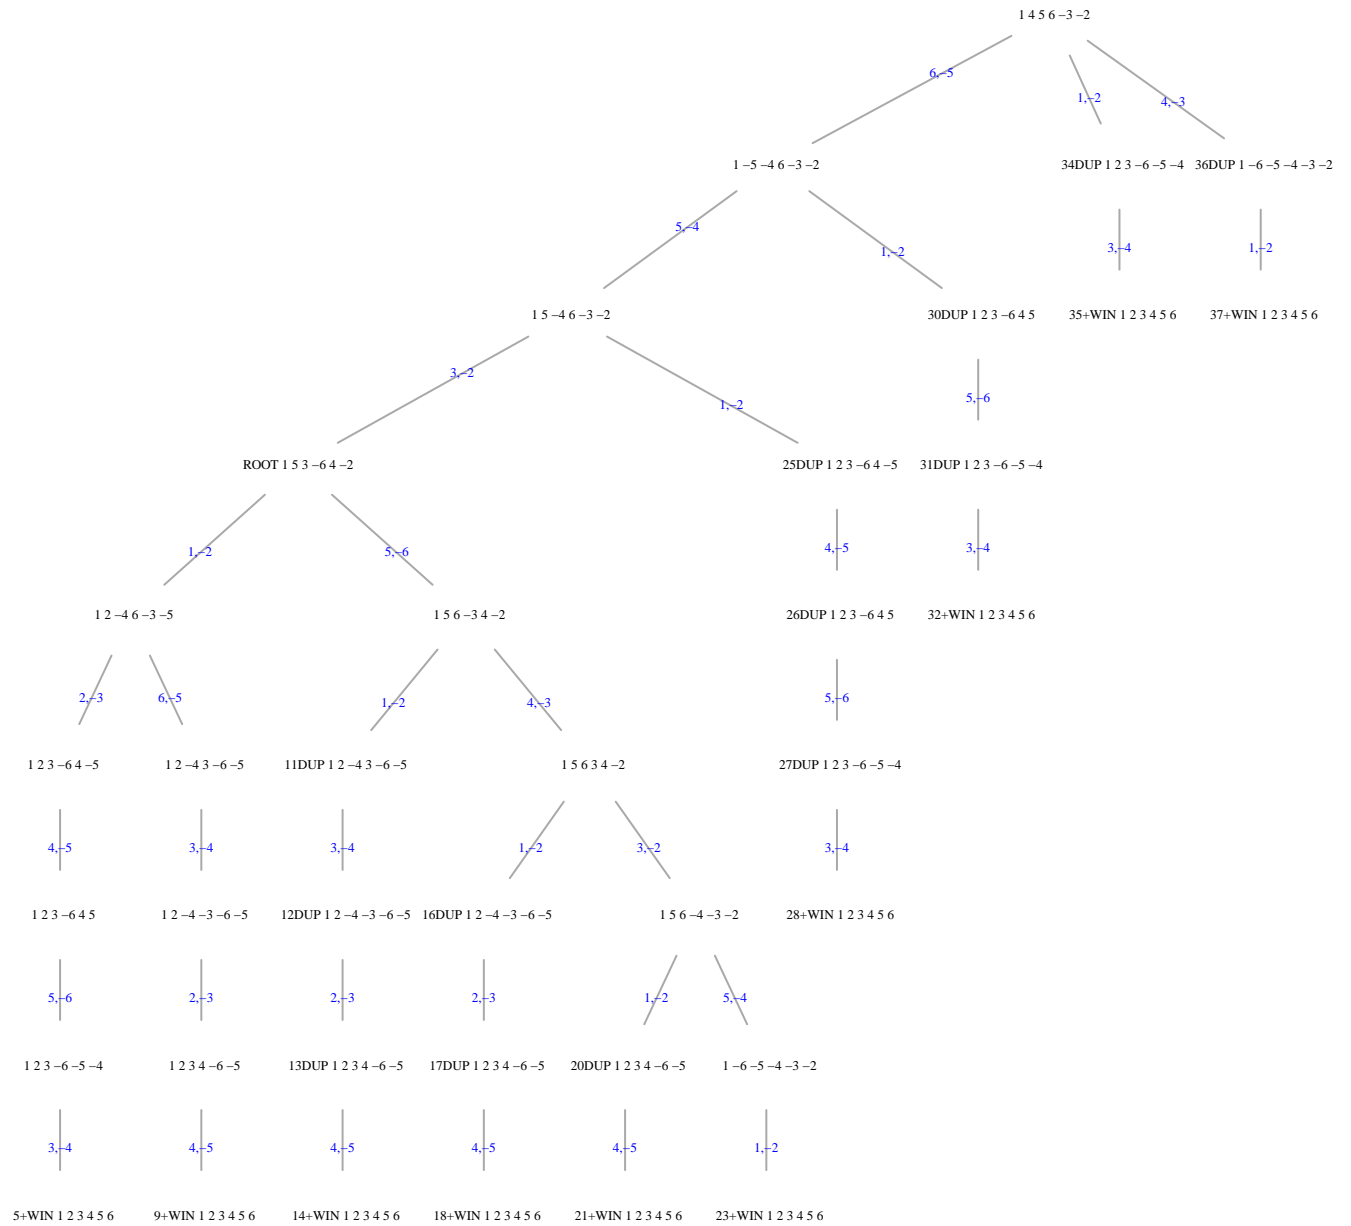 1 4 5 6 −3 −2
6,−5
1,−2
4,−3
1 −5 −4 6 −3 −2
34DUP 1 2 3 −6 −5 −4
36DUP 1 −6 −5 −4 −3 −2
5,−4
1,−2
3,−4
1,−2
1 5 −4 6 −3 −2
30DUP 1 2 3 −6 4 5
35+WIN 1 2 3 4 5 6
37+WIN 1 2 3 4 5 6
3,−2
1,−2
5,−6
ROOT 1 5 3 −6 4 −2
25DUP 1 2 3 −6 4 −5
31DUP 1 2 3 −6 −5 −4
1,−2
5,−6
4,−5
3,−4
1 2 −4 6 −3 −5
1 5 6 −3 4 −2
26DUP 1 2 3 −6 4 5
32+WIN 1 2 3 4 5 6
2,−3
6,−5
1,−2
4,−3
5,−6
1 2 3 −6 4 −5
1 2 −4 3 −6 −5
11DUP 1 2 −4 3 −6 −5
1 5 6 3 4 −2
27DUP 1 2 3 −6 −5 −4
4,−5
3,−4
3,−4
1,−2
3,−2
3,−4
1 2 3 −6 4 5
1 2 −4 −3 −6 −5
12DUP 1 2 −4 −3 −6 −5
16DUP 1 2 −4 −3 −6 −5
1 5 6 −4 −3 −2
28+WIN 1 2 3 4 5 6
5,−6
2,−3
2,−3
2,−3
1,−2
5,−4
1 2 3 −6 −5 −4
1 2 3 4 −6 −5
13DUP 1 2 3 4 −6 −5
17DUP 1 2 3 4 −6 −5
20DUP 1 2 3 4 −6 −5
1 −6 −5 −4 −3 −2
3,−4
4,−5
4,−5
4,−5
4,−5
1,−2
5+WIN 1 2 3 4 5 6
9+WIN 1 2 3 4 5 6
14+WIN 1 2 3 4 5 6
18+WIN 1 2 3 4 5 6
21+WIN 1 2 3 4 5 6
23+WIN 1 2 3 4 5 6